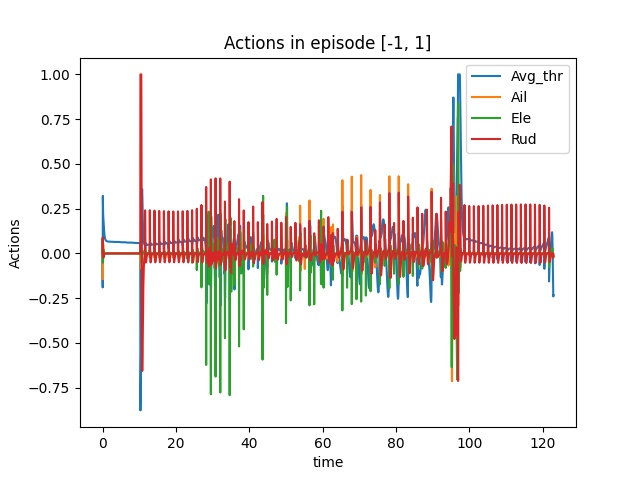 Actions in episode [-1, 1]
Avg_thr
Ail
Ele
Rud
1.00
0.75
0.50
0.25
0.00
−0.25
−0.50
−0.75
Actions
0 20 40 60 80 100 120
time